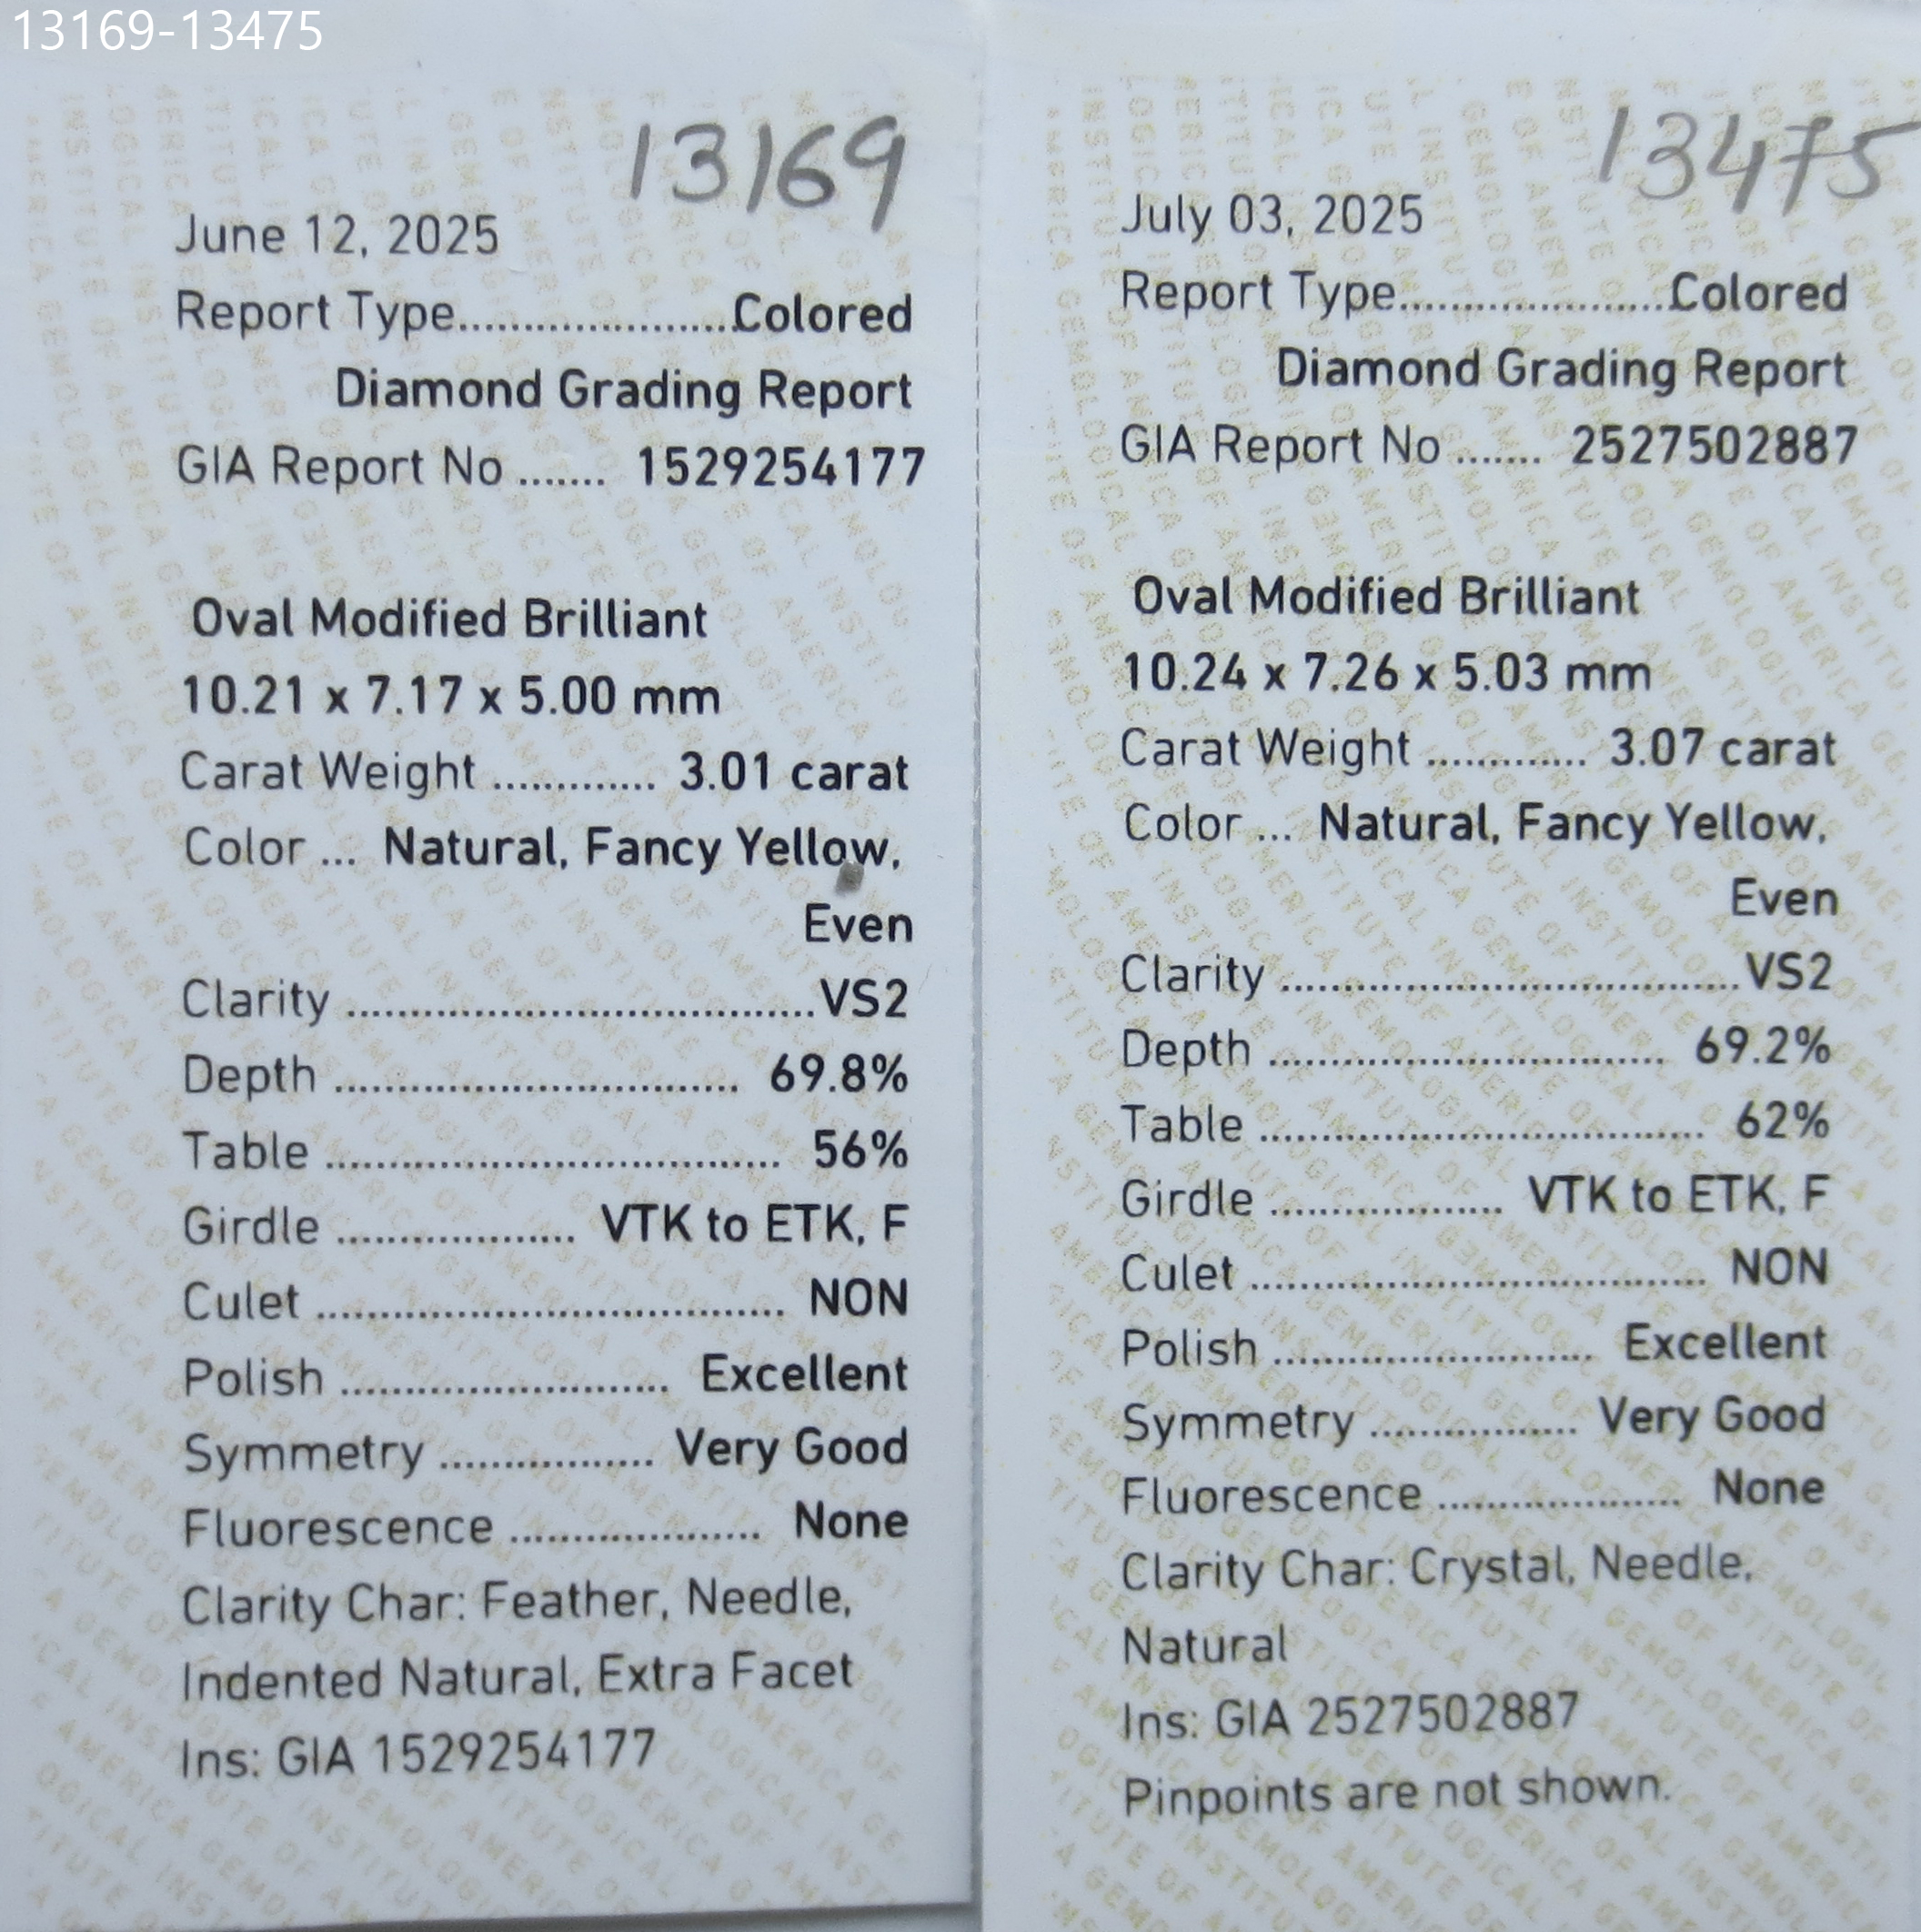 13169-13475
13169
June 12, 2025
Report Type.....................Colored
Diamond Grading Report
GIA Report No ....... 1529254177
Oval Modified Brilliant
10.21 x 7.17 x 5.00 mm
Carat Weight ............. 3.01 carat
Color ... Natural, Fancy Yellow,
Even
Clarity .....................................VS2
Depth ................................ 69.8%
Table .................................... 56%
Girdle ................... VTK to ETK, F
Culet ..................................... NON
Polish .......................... Excellent
Symmetry ................. Very Good
Fluorescence .................... None
Clarity Char: Feather, Needle,
Indented Natural, Extra Facet
Ins: GIA 1529254177
13475
July 03, 2025
Report Type.....................Colored
Diamond Grading Report
GIA Report No ....... 2527502887
Oval Modified Brilliant
10.24 x 7.26 x 5.03 mm
Carat Weight ............. 3.07 carat
Color ... Natural, Fancy Yellow,
Even
Clarity .....................................VS2
Depth ................................ 69.2%
Table .................................... 62%
Girdle ................... VTK to ETK, F
Culet ..................................... NON
Polish .......................... Excellent
Symmetry ................. Very Good
Fluorescence .................... None
Clarity Char: Crystal, Needle,
Natural
Ins: GIA 2527502887
Pinpoints are not shown.